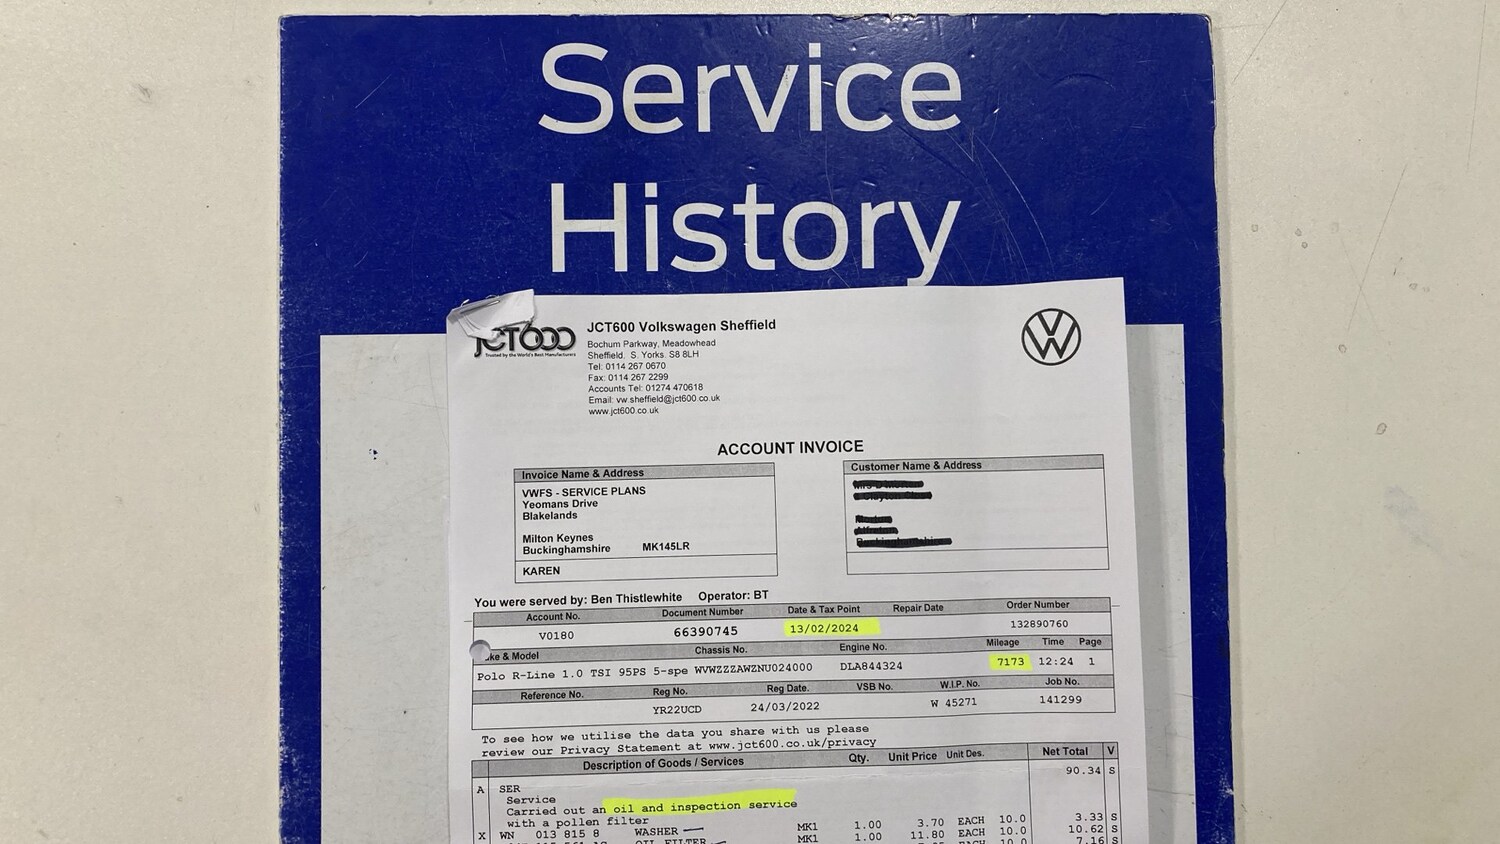 Service
History
JCT600
Trusted by the World's Best Manufacturers
JCT600 Volkswagen Sheffield
Bochum Parkway, Meadowhead
Sheffield, S. Yorks. S8 8LH
Tel: 0114 267 0670
Fax: 0114 267 2299
Accounts Tel: 01274 470618
Email: vw.sheffield@jct600.co.uk
www.jct600.co.uk
ACCOUNT INVOICE
Invoice Name & Address
VWFS - SERVICE PLANS
Yeomans Drive
Blakelands
Milton Keynes
Buckinghamshire MK145LR
KAREN
Customer Name & Address
You were served by: Ben Thistlewhite Operator: BT
Account No. Document Number Date & Tax Point Repair Date Order Number
V0180 66390745 13/02/2024 132890760
ke & Model Chassis No. Engine No. Mileage Time Page
Polo R-Line 1.0 TSI 95PS 5-spe WVWZZZAWZNU024000 DLA844324 7173 12:24 1
Reference No. Reg No. Reg Date. VSB No. W.I.P. No. Job No.
YR22UCD 24/03/2022 W 45271 141299
To see how we utilise the data you share with us please
review our Privacy Statement at www.jct600.co.uk/privacy
Description of Goods / Services Qty. Unit Price Unit Des. Net Total V
A SER 90.34 S
Service
Carried out an oil and inspection service
with a pollen filter
X WN 013 815 8 WASHER MK1 1.00 3.70 EACH 10.0 3.33 S
OIL FILTER MK1 1.00 11.80 EACH 10.0 10.62 S
7.16 S